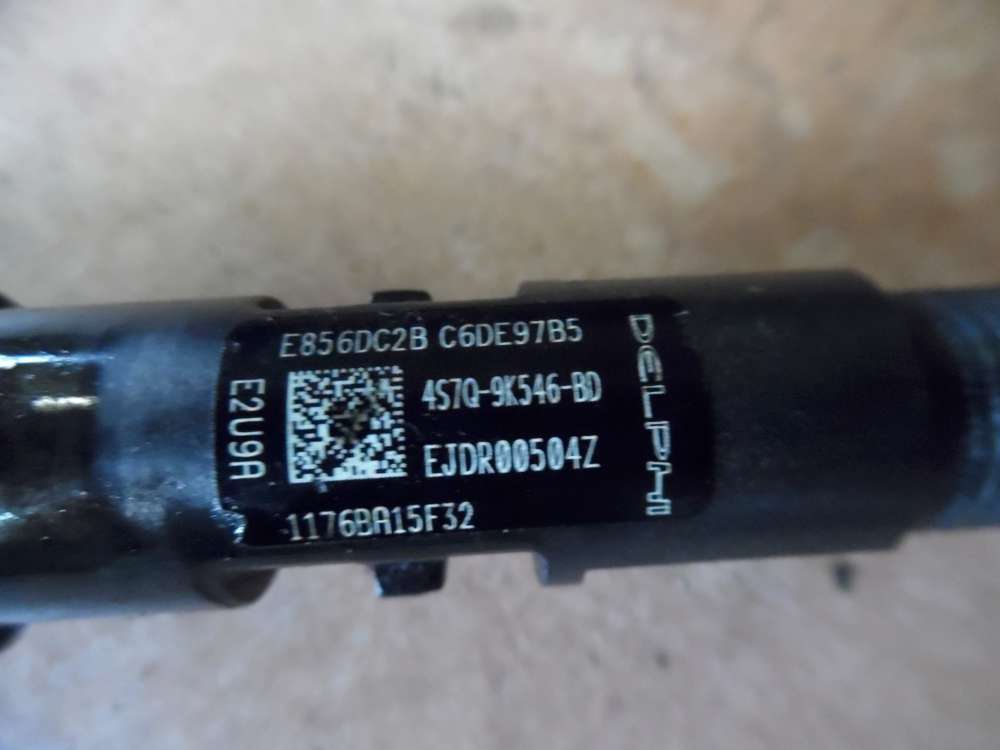 E856DC2B C6DE97B5
E2U9A
4S7Q-9K546-BD
EJDR00504Z
1176BA15F32
DELPHI